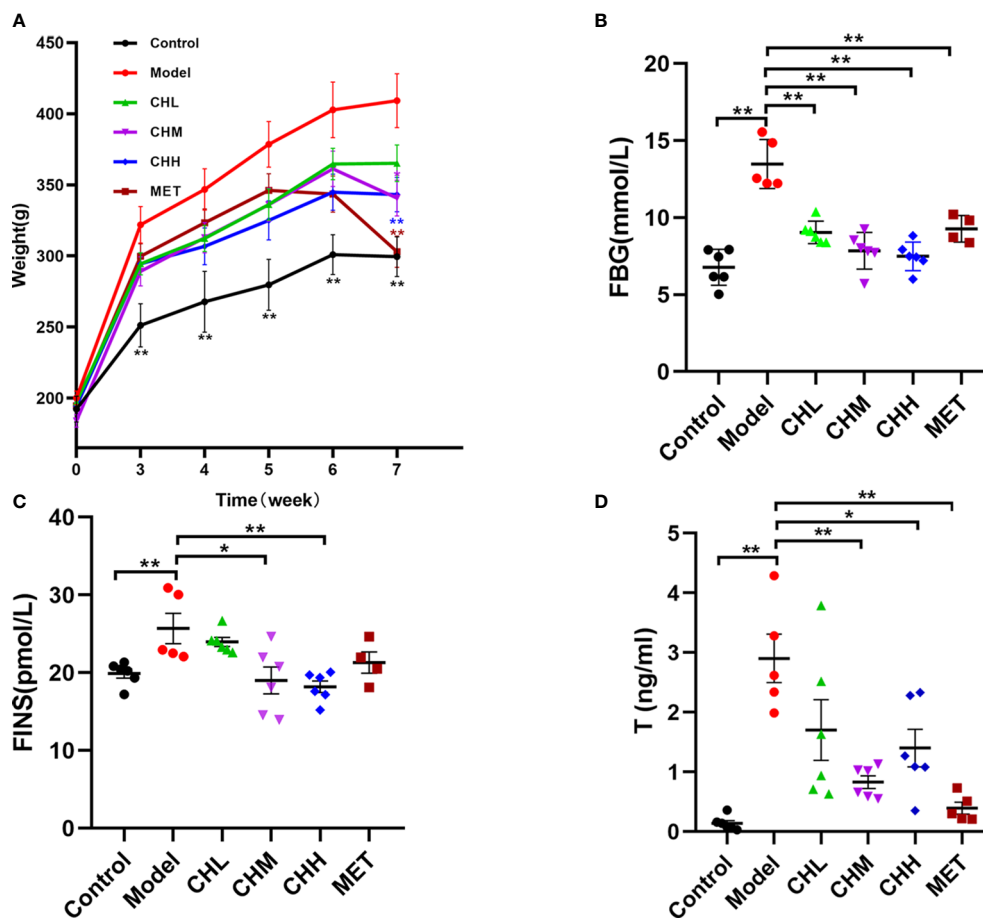 A
450
400
350
300
250
200
Weight(g)
Control
Model
CHL
CHM
CHH
MET
**
**
**
**
**
**
**
**
0
3
4
5
6
7
Time(week)
B
20
15
10
5
0
FBG(mmol/L)
**
**
**
**
**
Control
Model
CHL
CHM
CHH
MET
C
40
30
20
10
0
FINS(pmol/L)
**
*
**
Control
Model
CHL
CHM
CHH
MET
D
5
4
3
2
1
0
T (ng/ml)
**
*
**
**
Control
Model
CHL
CHM
CHH
MET